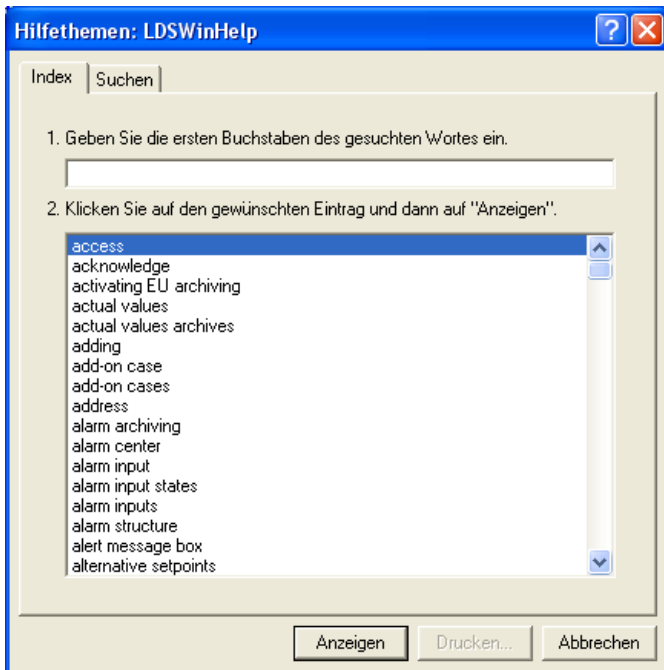 Hilfethemen: LDSWinHelp
Index
Suchen
1. Geben Sie die ersten Buchstaben des gesuchten Wortes ein.
2. Klicken Sie auf den gewünschten Eintrag und dann auf "Anzeigen".
access
acknowledge
activating EU archiving
actual values
actual values archives
adding
add-on case
add-on cases
address
alarm archiving
alarm center
alarm input
alarm input states
alarm inputs
alarm structure
alert message box
alternative setpoints
Anzeigen
Drucken...
Abbrechen